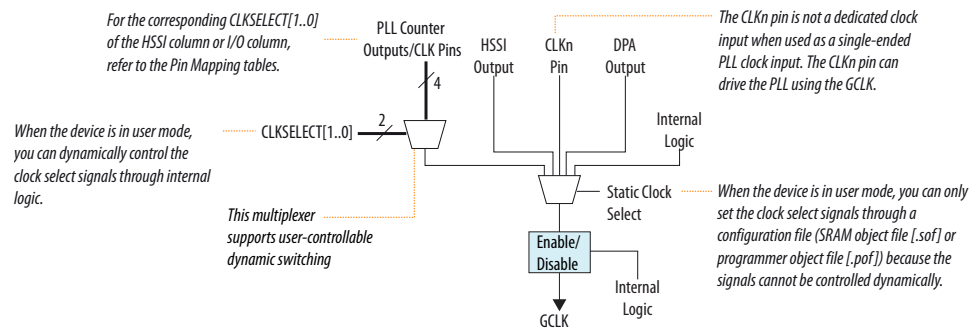 For the corresponding CLKSELECT[1..0]
of the HSSI column or I/O column,
refer to the Pin Mapping tables.
PLL Counter
Outputs/CLK Pins
HSSI
Output
CLKn
Pin
DPA
Output
The CLKn pin is not a dedicated clock
input when used as a single-ended
PLL clock input. The CLKn pin can
drive the PLL using the GCLK.
4
When the device is in user mode,
you can dynamically control the
clock select signals through internal
logic.
CLKSELECT[1..0]
2
Internal
Logic
This multiplexer
supports user-controllable
dynamic switching
Static Clock
Select
When the device is in user mode, you can only
set the clock select signals through a
configuration file (SRAM object file [.sof] or
programmer object file [.pof]) because the
signals cannot be controlled dynamically.
Enable/
Disable
Internal
Logic
GCLK